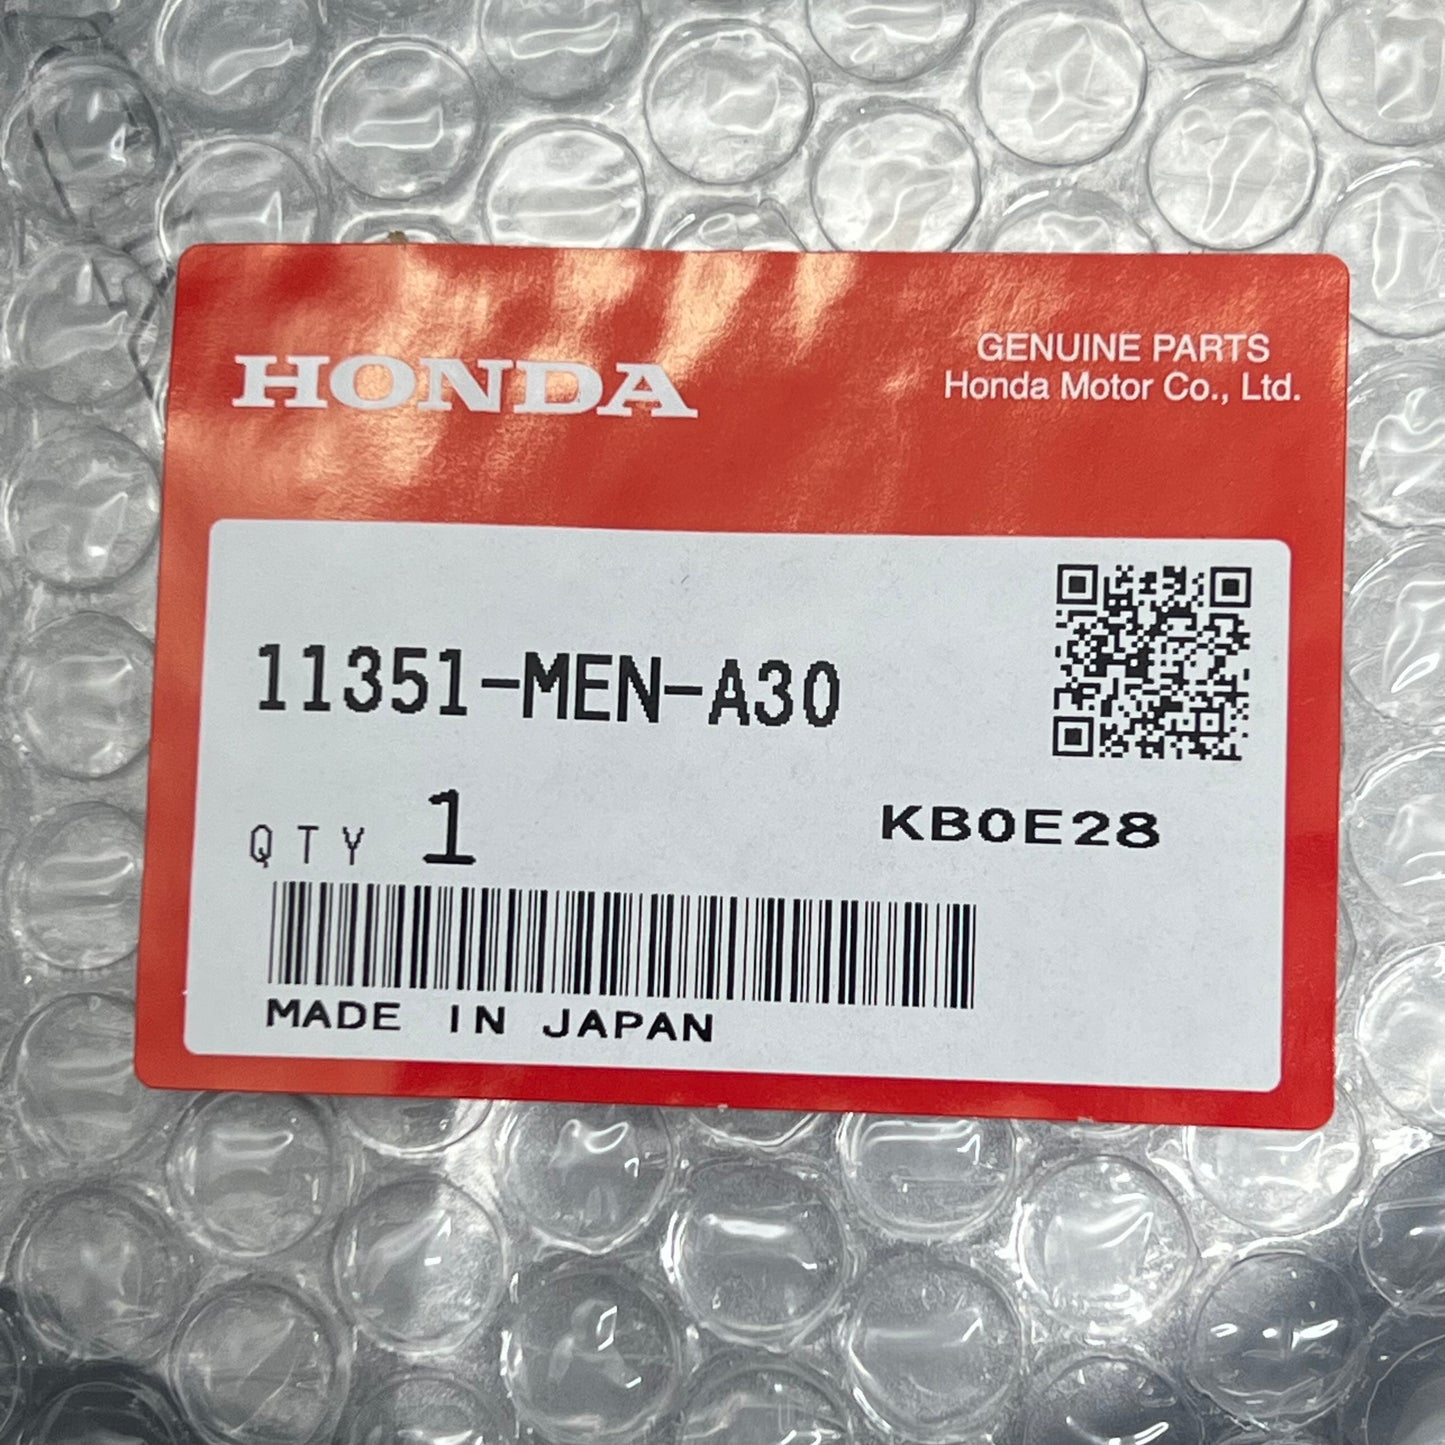 HONDA
GENUINE PARTS
Honda Motor Co., Ltd.
11351-MEN-A30
QTY 1
KB0E28
MADE IN JAPAN